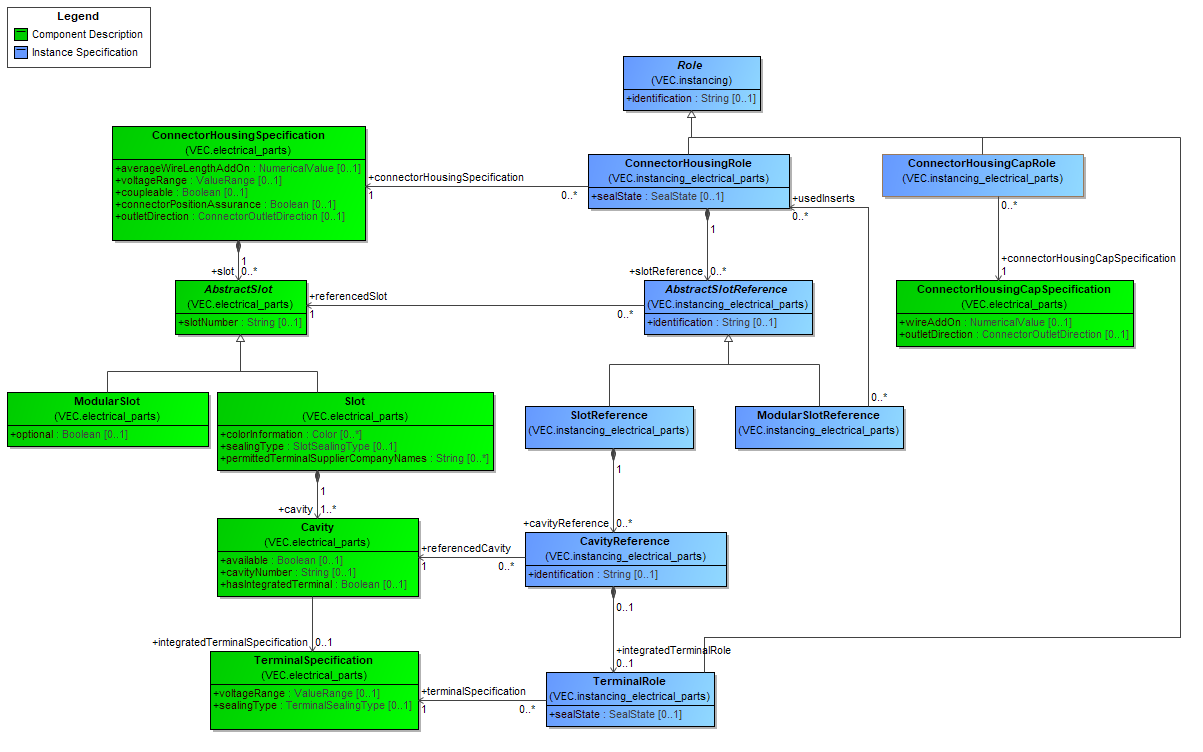 Legend
Component Description
Instance Specification
Role
(VEC.instancing)
+identification : String [0..1]
ConnectorHousingSpecification
(VEC.electrical_parts)
+averageWireLengthAddOn : NumericalValue [0..1]
+voltageRange : ValueRange [0..1]
+coupleable : Boolean [0..1]
+connectorPositionAssurance : Boolean [0..1]
+outletDirection : ConnectorOutletDirection [0..1]
+connectorHousingSpecification
1
0..*
ConnectorHousingRole
(VEC.instancing_electrical_parts)
+sealState : SealState [0..1]
+usedInserts
0..*
ConnectorHousingCapRole
(VEC.instancing_electrical_parts)
0..*
+connectorHousingCapSpecification
1
1
+slot 0..*
1
+slotReference 0..*
AbstractSlot
(VEC.electrical_parts)
+slotNumber : String [0..1]
+referencedSlot
1
0..*
AbstractSlotReference
(VEC.instancing_electrical_parts)
+identification : String [0..1]
ConnectorHousingCapSpecification
(VEC.electrical_parts)
+wireAddOn : NumericalValue [0..1]
+outletDirection : ConnectorOutletDirection [0..1]
ModularSlot
(VEC.electrical_parts)
+optional : Boolean [0..1]
Slot
(VEC.electrical_parts)
+colorInformation : Color [0..*]
+sealingType : SlotSealingType [0..1]
+permittedTerminalSupplierCompanyNames : String [0..*]
SlotReference
(VEC.instancing_electrical_parts)
0..*
ModularSlotReference
(VEC.instancing_electrical_parts)
1
+cavity 1..*
1
+cavityReference 0..*
Cavity
(VEC.electrical_parts)
+available : Boolean [0..1]
+cavityNumber : String [0..1]
+hasIntegratedTerminal : Boolean [0..1]
+referencedCavity
1
0..*
CavityReference
(VEC.instancing_electrical_parts)
+identification : String [0..1]
0..1
+integratedTerminalSpecification 0..1
+integratedTerminalRole
0..1
TerminalSpecification
(VEC.electrical_parts)
+voltageRange : ValueRange [0..1]
+sealingType : TerminalSealingType [0..1]
+terminalSpecification
1
0..*
TerminalRole
(VEC.instancing_electrical_parts)
+sealState : SealState [0..1]